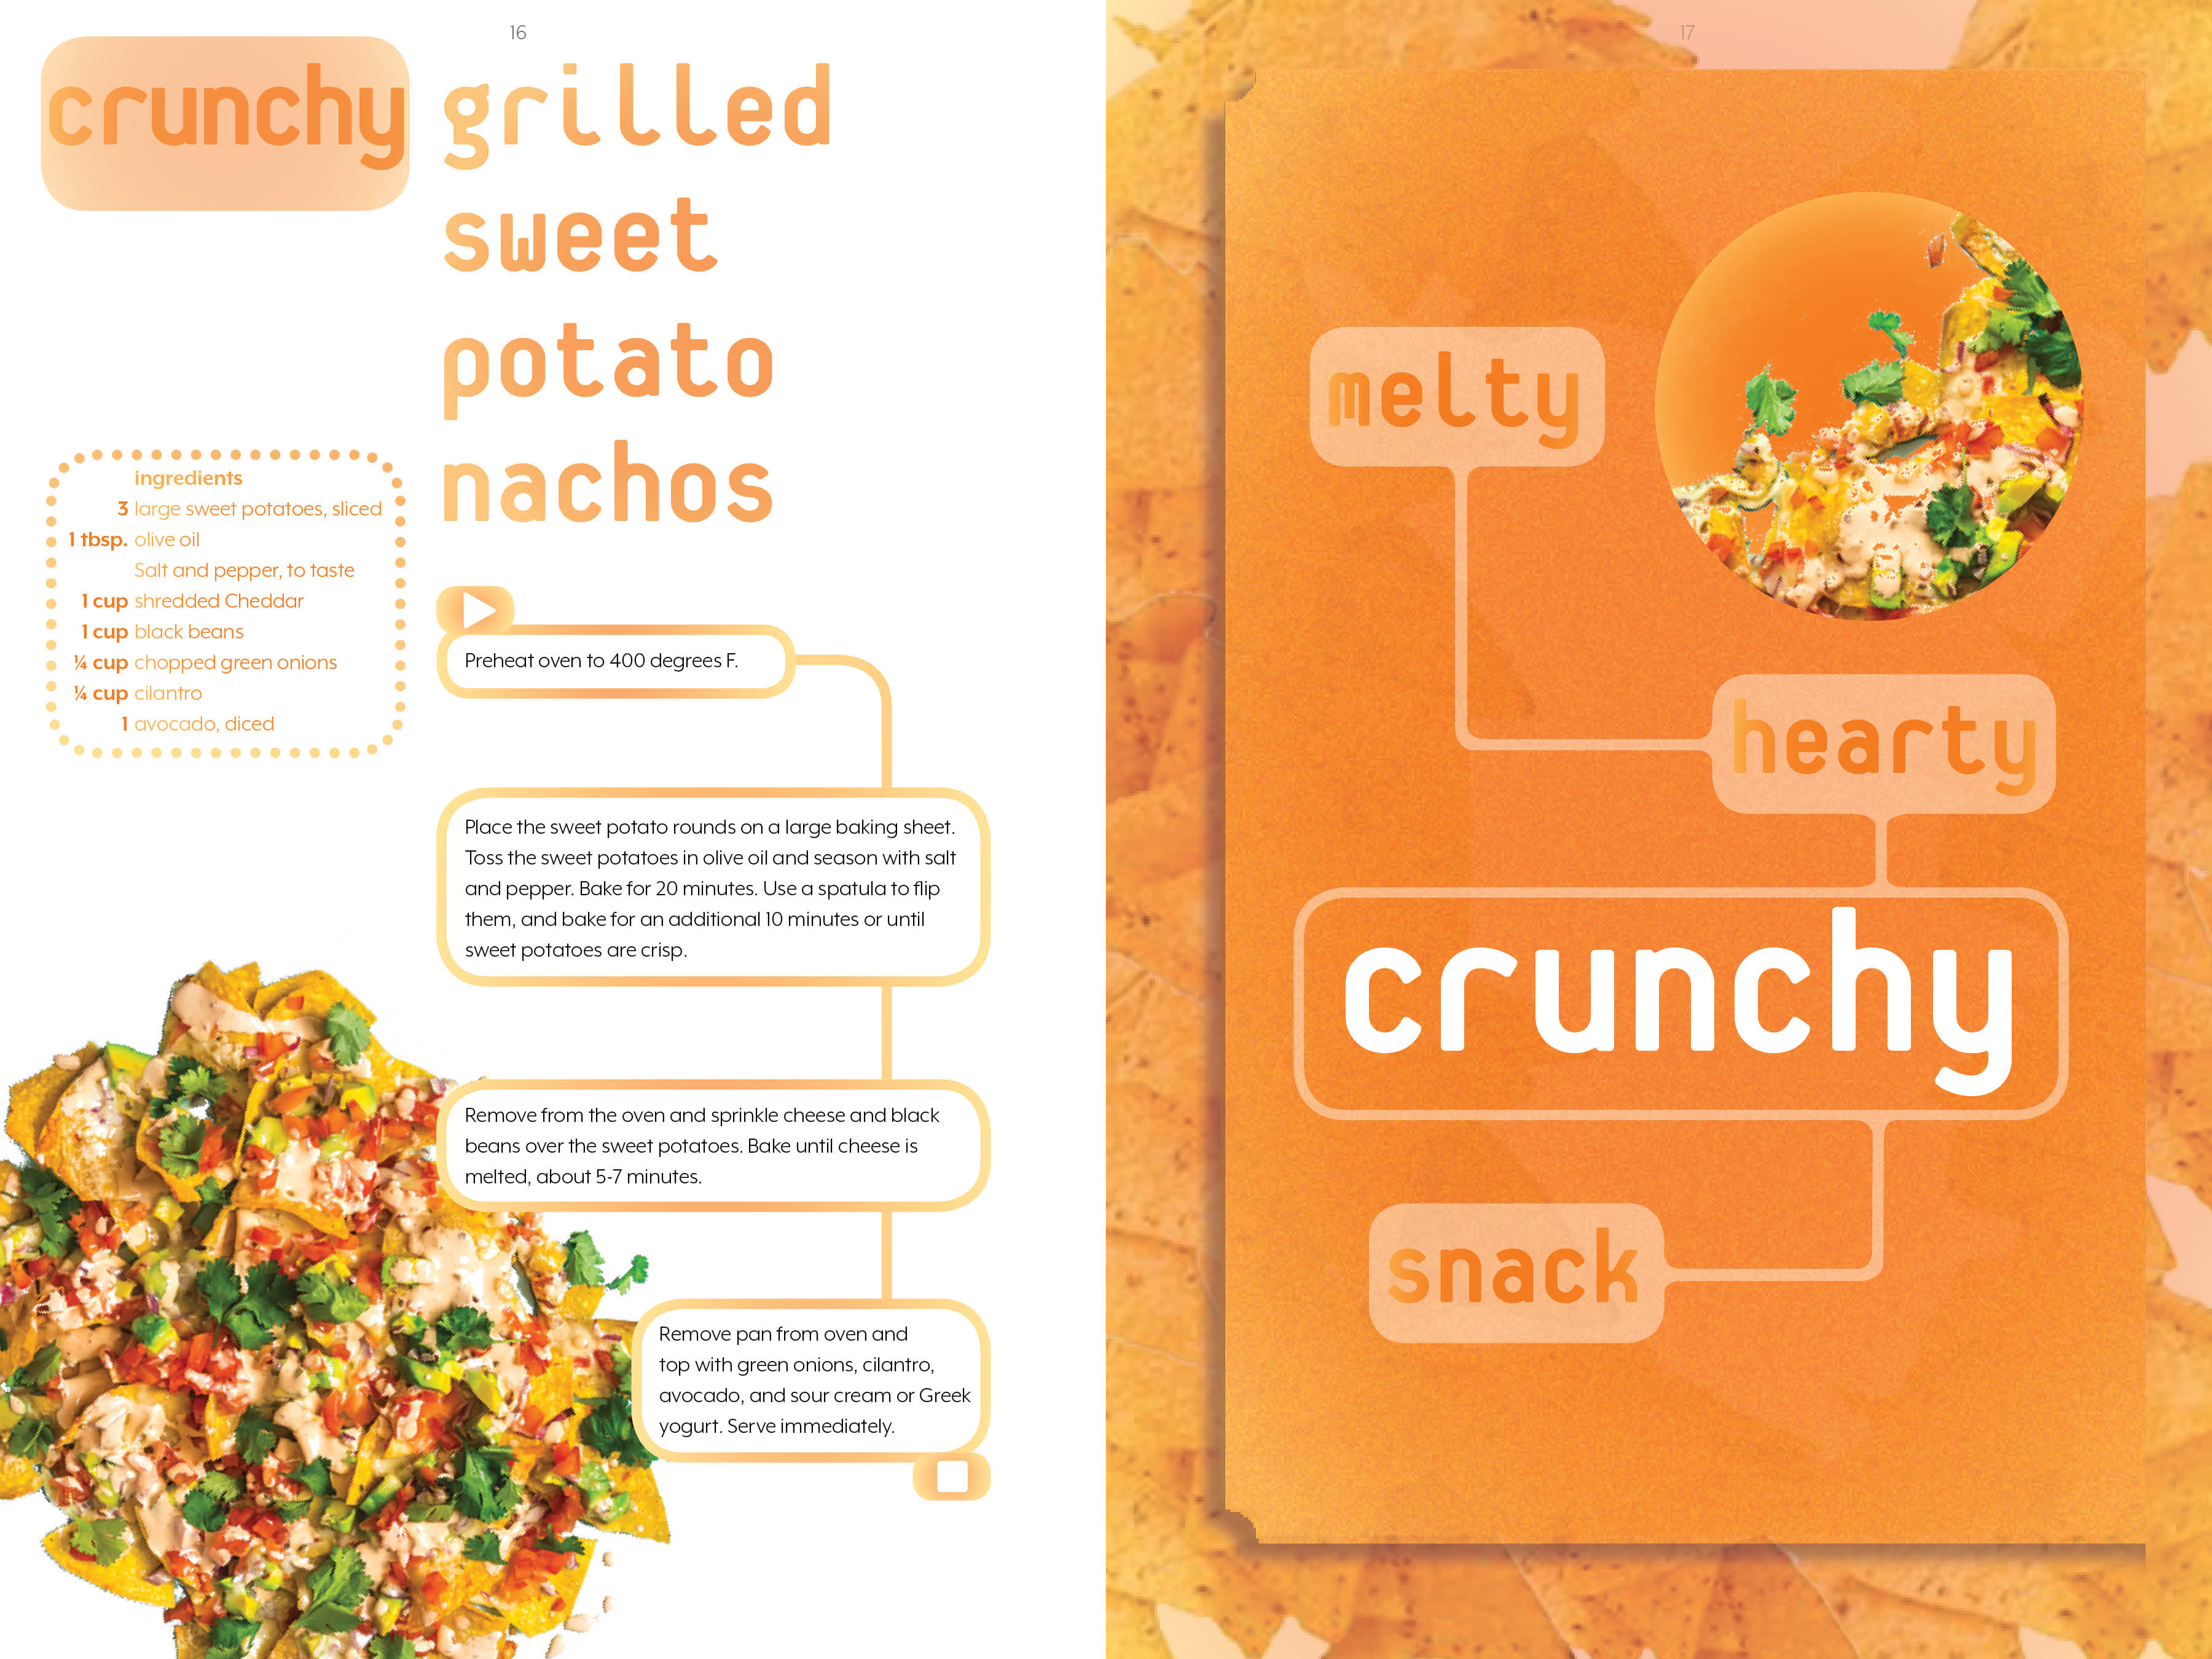 16
crunchy grilled
sweet
potato
nachos
ingredients
3 large sweet potatoes, sliced
1 tbsp. olive oil
Salt and pepper, to taste
1 cup shredded Cheddar
1 cup black beans
¼ cup chopped green onions
¼ cup cilantro
1 avocado, diced
Preheat oven to 400 degrees F.
Place the sweet potato rounds on a large baking sheet.
Toss the sweet potatoes in olive oil and season with salt
and pepper. Bake for 20 minutes. Use a spatula to flip
them, and bake for an additional 10 minutes or until
sweet potatoes are crisp.
Remove from the oven and sprinkle cheese and black
beans over the sweet potatoes. Bake until cheese is
melted, about 5-7 minutes.
Remove pan from oven and
top with green onions, cilantro,
avocado, and sour cream or Greek
yogurt. Serve immediately.
17
melty
hearty
crunchy
snack